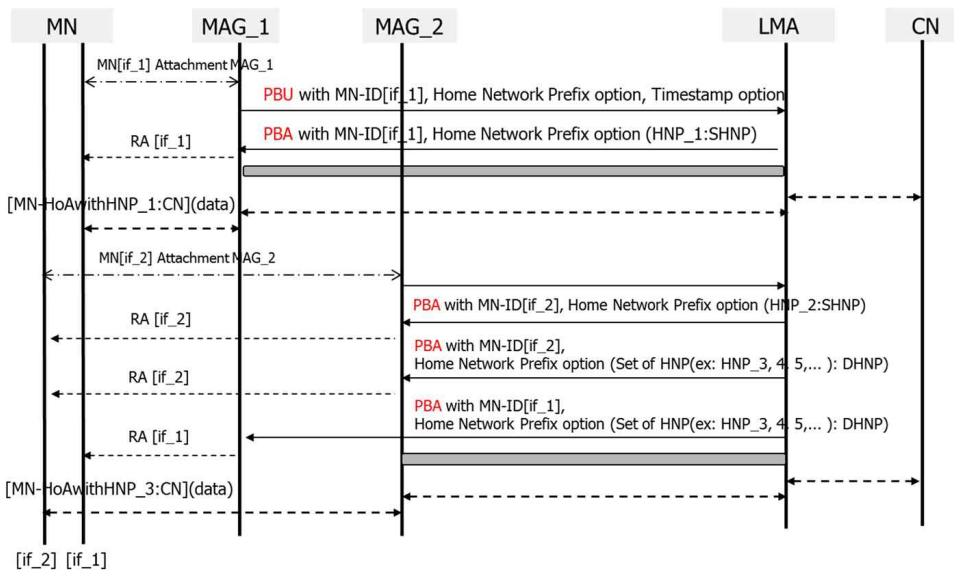 MN MAG_1 MAG_2 LMA CN
MN[if_1] Attachment MAG_1
PBU with MN-ID[if_1], Home Network Prefix option, Timestamp option
PBA with MN-ID[if_1], Home Network Prefix option (HNP_1:SHNP)
RA [if_1]
[MN-HoAwithHNP_1:CN](data)
MN[if_2] Attachment MAG_2
PBA with MN-ID[if_2], Home Network Prefix option (HNP_2:SHNP)
RA [if_2]
PBA with MN-ID[if_2],
Home Network Prefix option (Set of HNP(ex: HNP_3, 4. 5,... ): DHNP)
RA [if_2]
PBA with MN-ID[if_1],
Home Network Prefix option (Set of HNP(ex: HNP_3, 4. 5,... ): DHNP)
RA [if_1]
[MN-HoAwithHNP_3:CN](data)
[if_2] [if_1]